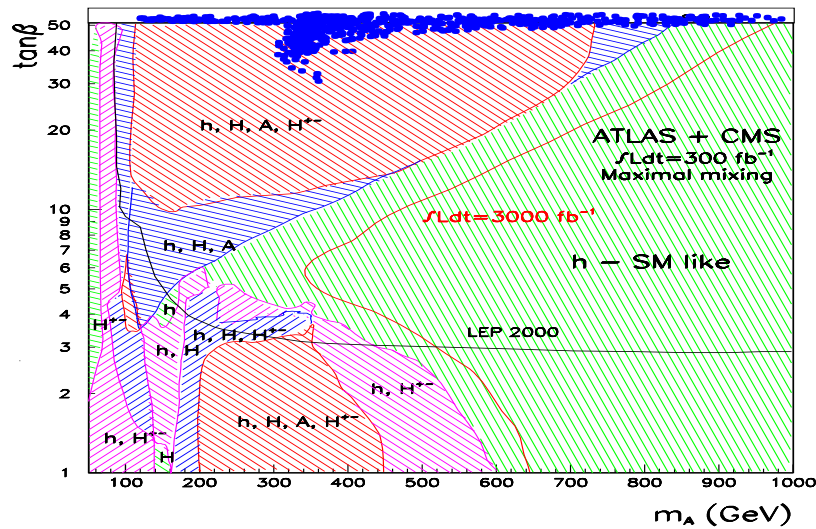 tanβ
50
40
30
20
10
9
8
7
6
5
4
3
2
1
h, H, A, H⁺⁻
ATLAS + CMS
∫Ldt=300 fb⁻¹
Maximal mixing
∫Ldt=3000 fb⁻¹
h, H, A
h – SM like
h
H⁺⁻
h, H, H⁺⁻
LEP 2000
h, H
h, H⁺⁻
h, H, A, H⁺⁻
h, H⁺⁻
H
100 200 300 400 500 600 700 800 900 1000
m_A (GeV)